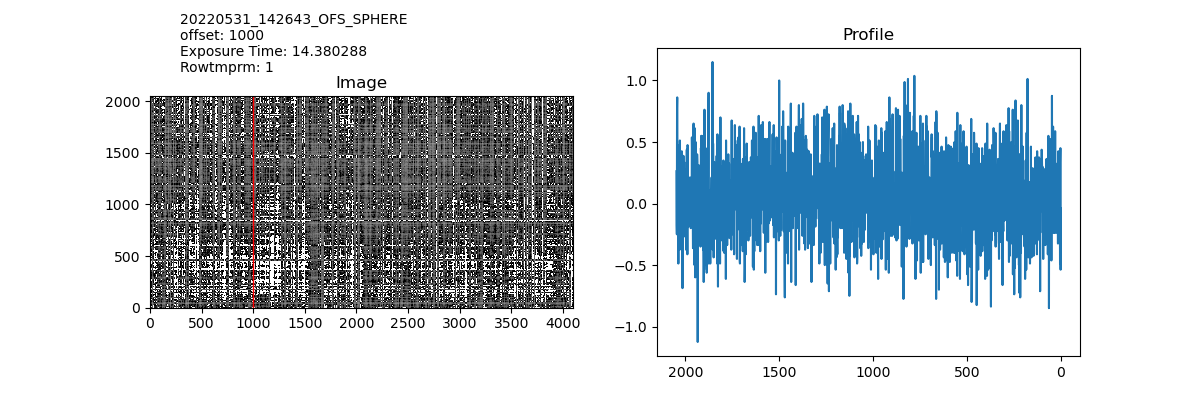 20220531_142643_OFS_SPHERE
offset: 1000
Exposure Time: 14.380288
Rowtmprm: 1
Image
2000
1500
1000
500
0
0 500 1000 1500 2000 2500 3000 3500 4000
Profile
1.0
0.5
0.0
−0.5
−1.0
2000 1500 1000 500 0